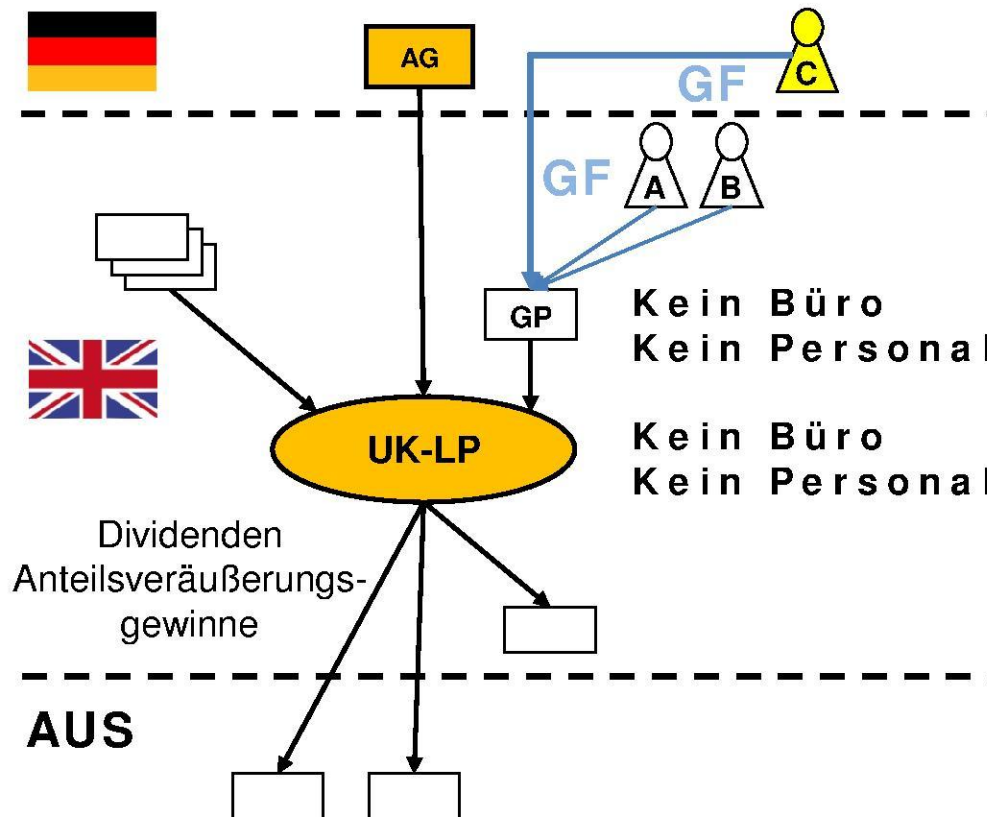 AG
C
GF
GF
A
B
GP
Kein Büro
Kein Personal
UK-LP
Kein Büro
Kein Personal
Dividenden
Anteilsveräußerungs-
gewinne
AUS